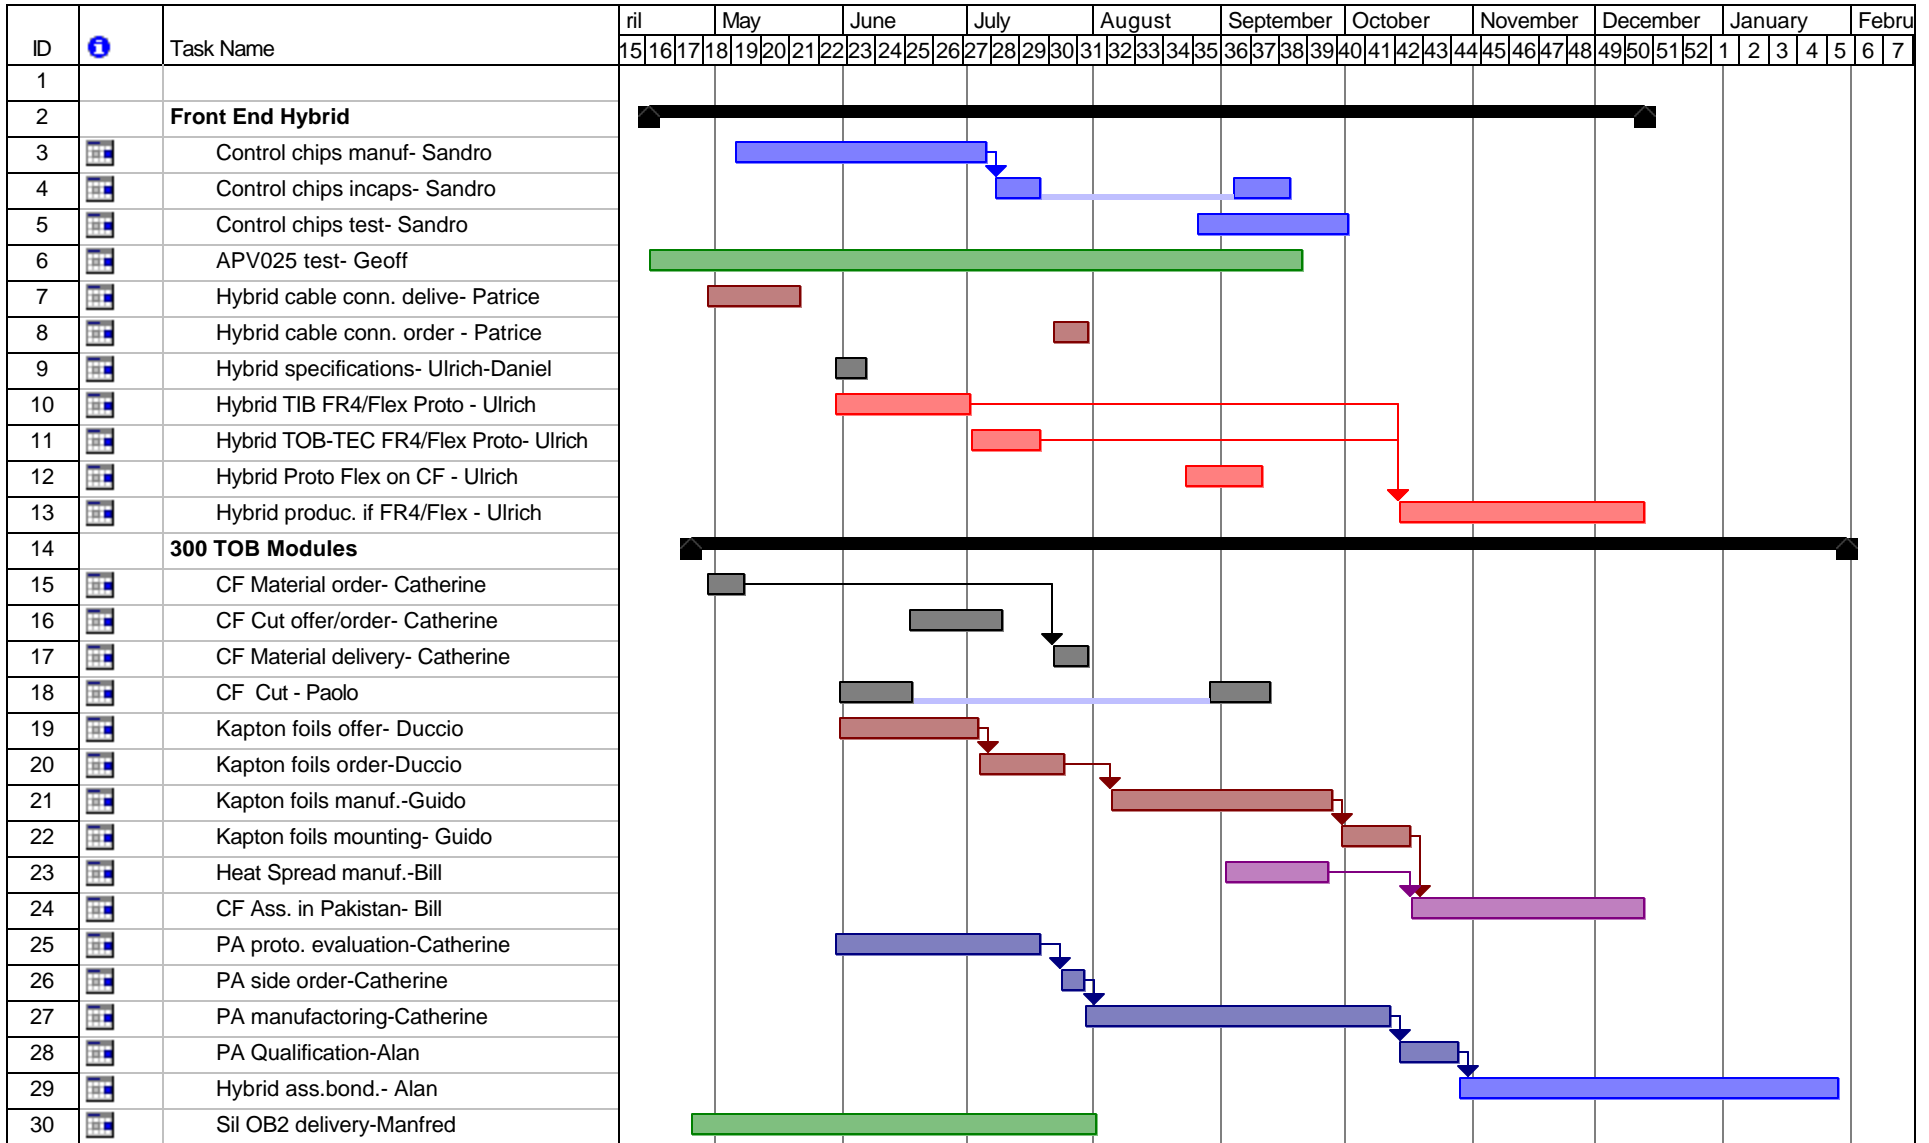 ril May June July August September October November December January Febru
ID Task Name 15 16 17 18 19 20 21 22 23 24 25 26 27 28 29 30 31 32 33 34 35 36 37 38 39 40 41 42 43 44 45 46 47 48 49 50 51 52 1 2 3 4 5 6 7
1
2 Front End Hybrid
3 Control chips manuf- Sandro
4 Control chips incaps- Sandro
5 Control chips test- Sandro
6 APV025 test- Geoff
7 Hybrid cable conn. delive- Patrice
8 Hybrid cable conn. order - Patrice
9 Hybrid specifications- Ulrich-Daniel
10 Hybrid TIB FR4/Flex Proto - Ulrich
11 Hybrid TOB-TEC FR4/Flex Proto- Ulrich
12 Hybrid Proto Flex on CF - Ulrich
13 Hybrid produc. if FR4/Flex - Ulrich
14 300 TOB Modules
15 CF Material order- Catherine
16 CF Cut offer/order- Catherine
17 CF Material delivery- Catherine
18 CF Cut - Paolo
19 Kapton foils offer- Duccio
20 Kapton foils order-Duccio
21 Kapton foils manuf.-Guido
22 Kapton foils mounting- Guido
23 Heat Spread manuf.-Bill
24 CF Ass. in Pakistan- Bill
25 PA proto. evaluation-Catherine
26 PA side order-Catherine
27 PA manufactoring-Catherine
28 PA Qualification-Alan
29 Hybrid ass.bond.- Alan
30 Sil OB2 delivery-Manfred